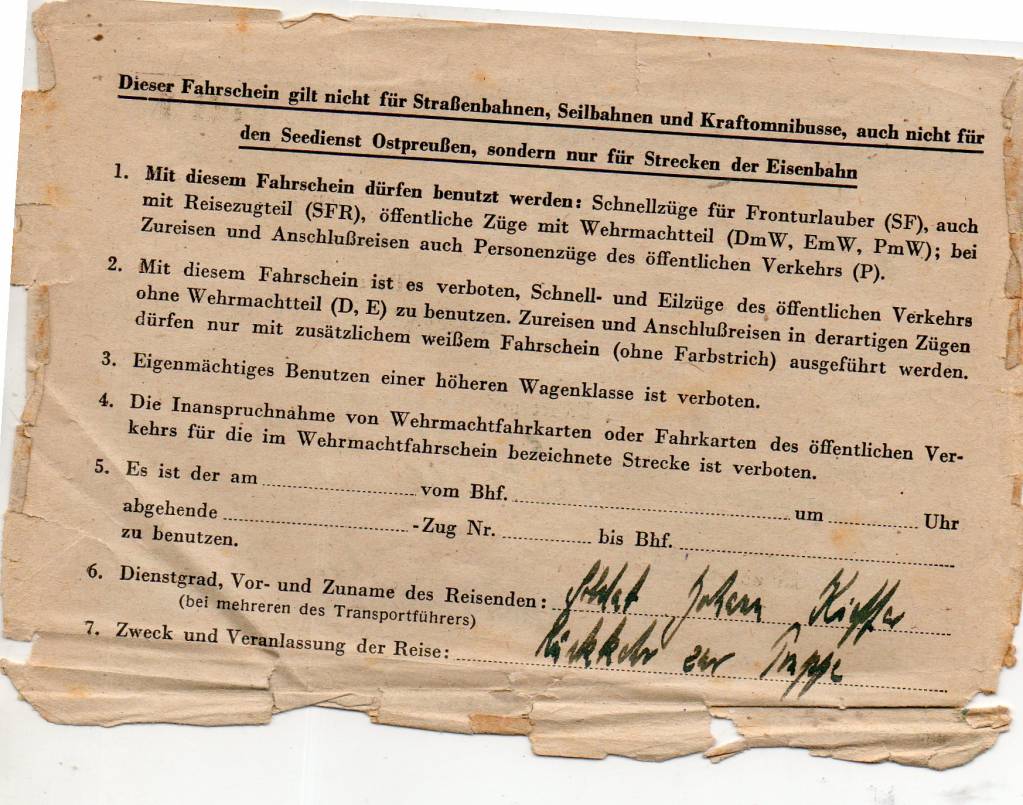 Dieser Fahrschein gilt nicht für Straßenbahnen, Seilbahnen und Kraftomnibusse, auch nicht für
den Seedienst Ostpreußen, sondern nur für Strecken der Eisenbahn
1. Mit diesem Fahrschein dürfen benutzt werden: Schnellzüge für Fronturlauber (SF), auch
mit Reisezugteil (SFR), öffentliche Züge mit Wehrmachtteil (DmW, EmW, PmW); bei
Zureisen und Anschlußreisen auch Personenzüge des öffentlichen Verkehrs (P).
2. Mit diesem Fahrschein ist es verboten, Schnell- und Eilzüge des öffentlichen Verkehrs
ohne Wehrmachtteil (D, E) zu benutzen. Zureisen und Anschlußreisen in derartigen Zügen
dürfen nur mit zusätzlichem weißem Fahrschein (ohne Farbstrich) ausgeführt werden.
3. Eigenmächtiges Benutzen einer höheren Wagenklasse ist verboten.
4. Die Inanspruchnahme von Wehrmachtfahrkarten oder Fahrkarten des öffentlichen Ver-
kehrs für die im Wehrmachtfahrschein bezeichnete Strecke ist verboten.
5. Es ist der am vom Bhf. um Uhr
abgehende -Zug Nr. bis Bhf.
zu benutzen.
6. Dienstgrad, Vor- und Zuname des Reisenden: Soldat Johann Kieffer
(bei mehreren des Transportführers)
7. Zweck und Veranlassung der Reise: Rückkehr zur Truppe